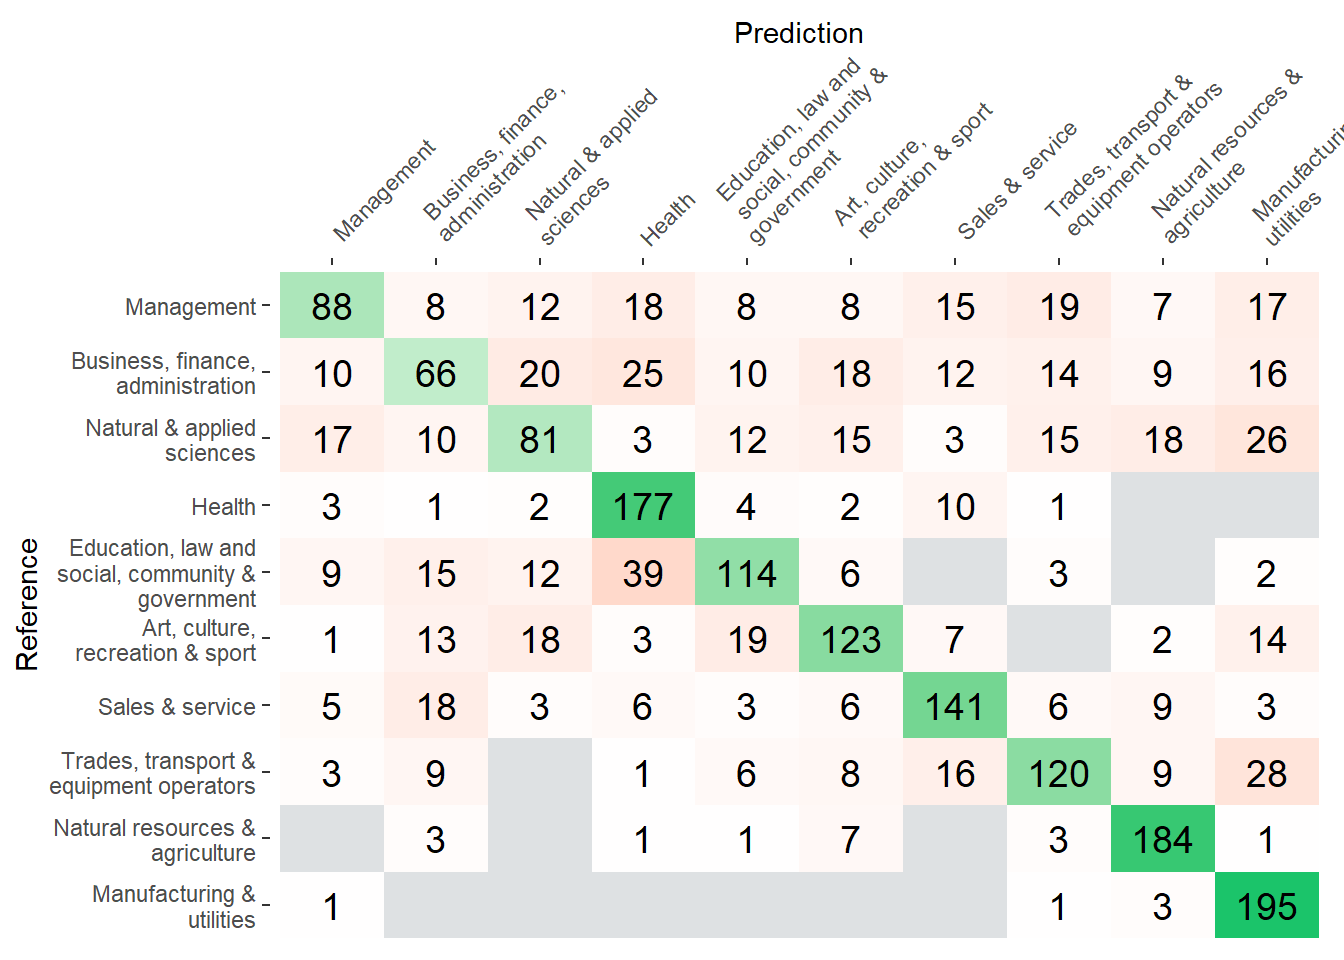 Prediction
Management
Business, finance,
administration
Natural & applied
sciences
Health
Education, law and
social, community &
government
Art, culture,
recreation & sport
Sales & service
Trades, transport &
equipment operators
Natural resources &
agriculture
Manufacturin
utilities
Reference
Management 88 8 12 18 8 8 15 19 7 17
Business, finance,
administration 10 66 20 25 10 18 12 14 9 16
Natural & applied
sciences 17 10 81 3 12 15 3 15 18 26
Health 3 1 2 177 4 2 10 1
Education, law and
social, community & 9 15 12 39 114 6 3 2
government
Art, culture,
recreation & sport 1 13 18 3 19 123 7 2 14
Sales & service 5 18 3 6 3 6 141 6 9 3
Trades, transport &
equipment operators 3 9 1 6 8 16 120 9 28
Natural resources &
agriculture 3 1 1 7 3 184 1
Manufacturing &
utilities 1 1 3 195